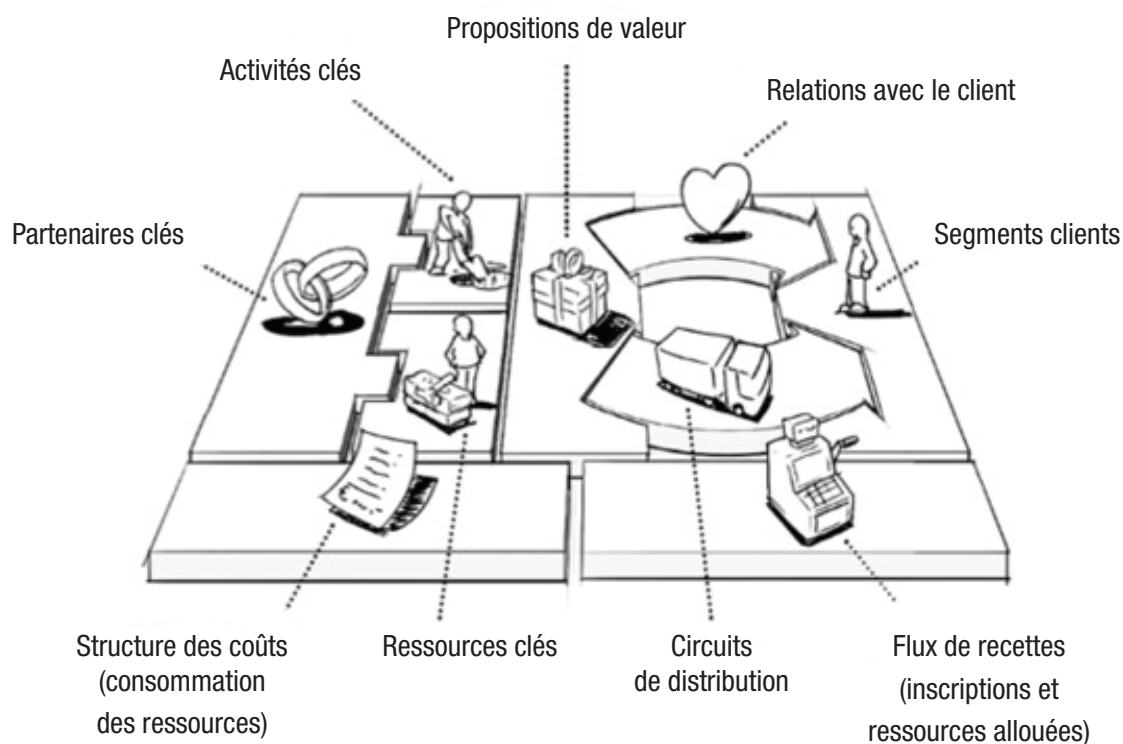 Propositions de valeur
Activités clés
Relations avec le client
Partenaires clés
Segments clients
Structure des coûts
(consommation
des ressources)
Ressources clés
Circuits
de distribution
Flux de recettes
(inscriptions et
ressources allouées)